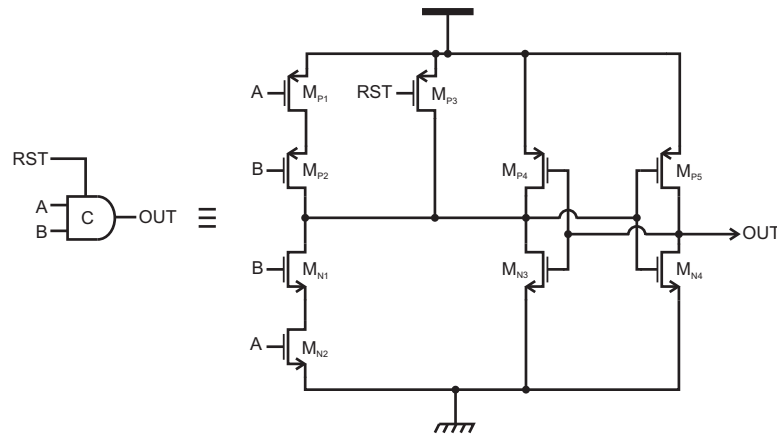 A
M_P1
RST
M_P3
RST
B
M_P2
M_P4
M_P5
A
B
C
OUT
≡
OUT
B
M_N1
M_N3
M_N4
A
M_N2